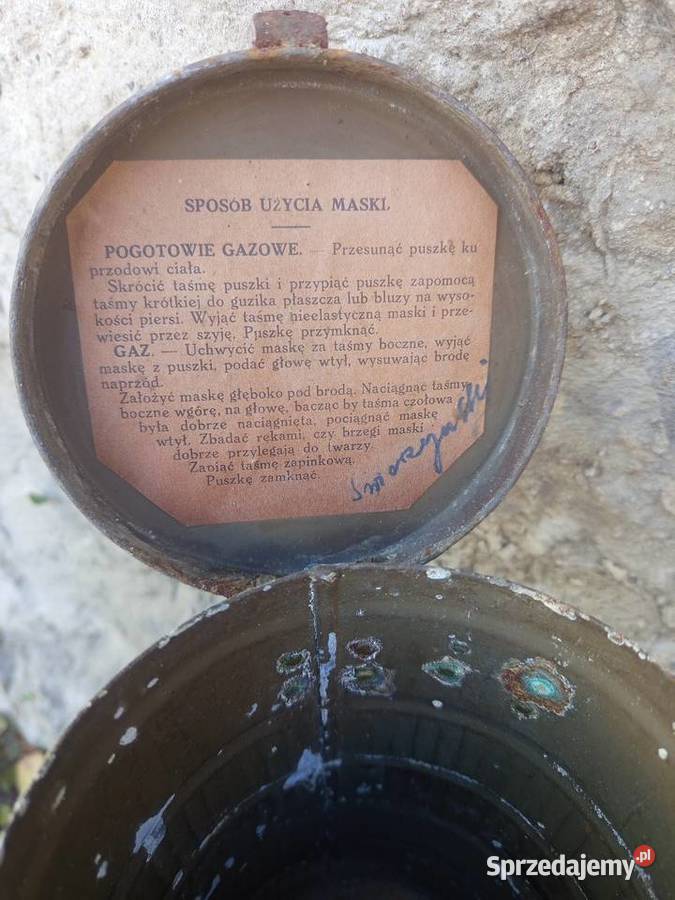 SPOSÓB UŻYCIA MASKI.
POGOTOWIE GAZOWE. — Przesunąć puszkę ku
przodowi ciała.
Skrócić taśmę puszki i przypiąć puszkę zapomocą
taśmy krótkiej do guzika płaszcza lub bluzy na wyso-
kości piersi. Wyjąć taśmę nieelastyczną maski i prze-
wiesić przez szyję. Puszkę przymknąć.
GAZ. — Uchwycić maskę za taśmy boczne, wyjąć
maskę z puszki, podać głowę wtył, wysuwając brodę
naprzód.
Założyć maskę głęboko pod brodą. Naciągnąć taśmy
boczne wgórę, na głowę, bacząc by taśma czołowa
była dobrze naciągnięta, pociągnąć maskę
wtył. Zbadać rękami, czy brzegi maski
dobrze przylegają do twarzy.
Zapiąć taśmę zapinkową.
Puszkę zamknąć.
Sprzedajemy.pl